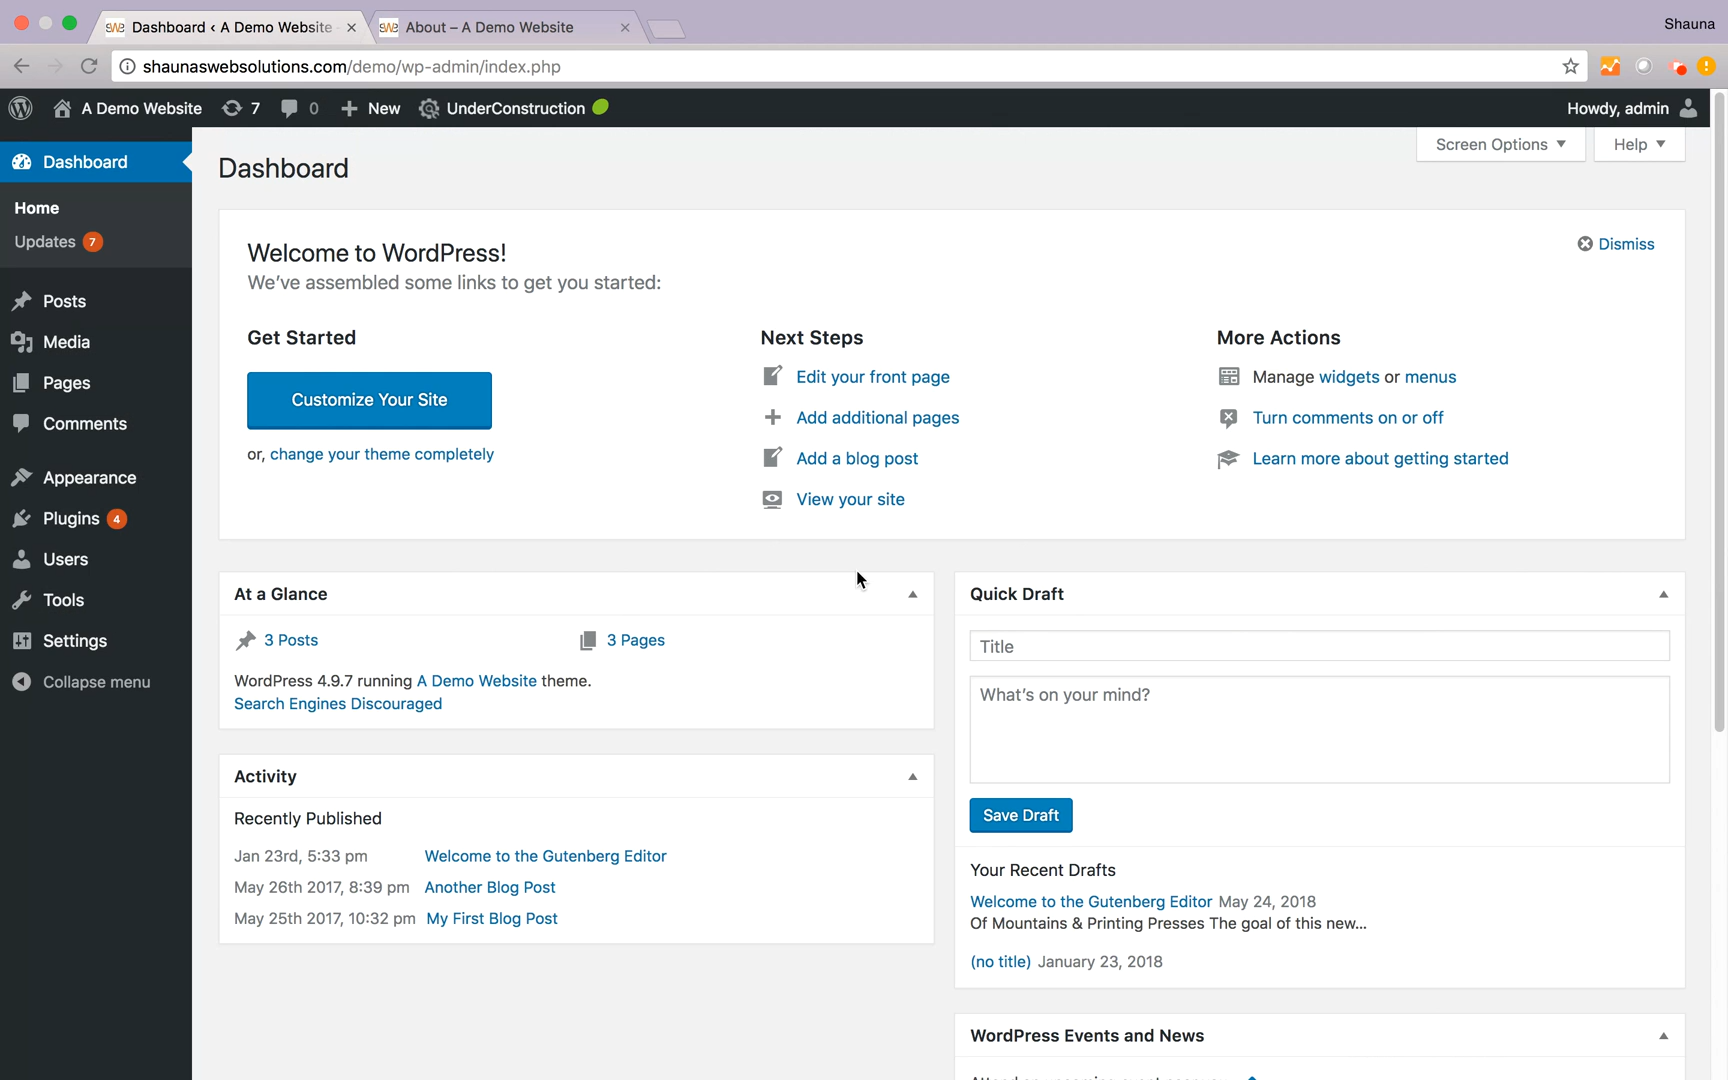 Dashboard ‹ A Demo Website
About – A Demo Website
Shauna
shaunaswebsolutions.com/demo/wp-admin/index.php
A Demo Website
7
0
New
UnderConstruction
Howdy, admin
Dashboard
Home
Updates 7
Posts
Media
Pages
Comments
Appearance
Plugins 4
Users
Tools
Settings
Collapse menu
Screen Options
Help
Dashboard
Welcome to WordPress!
We’ve assembled some links to get you started:
Dismiss
Get Started
Customize Your Site
or, change your theme completely
Next Steps
Edit your front page
Add additional pages
Add a blog post
View your site
More Actions
Manage widgets or menus
Turn comments on or off
Learn more about getting started
At a Glance
3 Posts
3 Pages
WordPress 4.9.7 running A Demo Website theme.
Search Engines Discouraged
Activity
Recently Published
Jan 23rd, 5:33 pm Welcome to the Gutenberg Editor
May 26th 2017, 8:39 pm Another Blog Post
May 25th 2017, 10:32 pm My First Blog Post
Quick Draft
Title
What’s on your mind?
Save Draft
Your Recent Drafts
Welcome to the Gutenberg Editor May 24, 2018
Of Mountains & Printing Presses The goal of this new...
(no title) January 23, 2018
WordPress Events and News